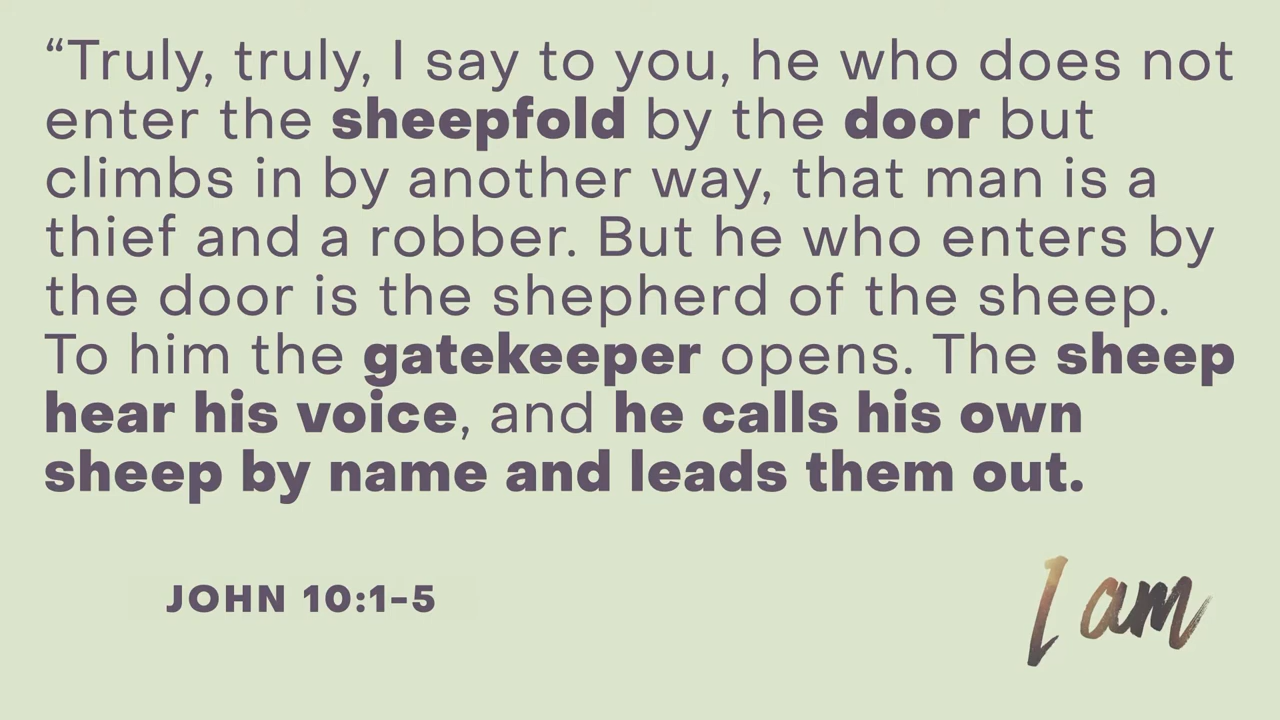 “Truly, truly, I say to you, he who does not
enter the sheepfold by the door but
climbs in by another way, that man is a
thief and a robber. But he who enters by
the door is the shepherd of the sheep.
To him the gatekeeper opens. The sheep
hear his voice, and he calls his own
sheep by name and leads them out.
JOHN 10:1-5
I am